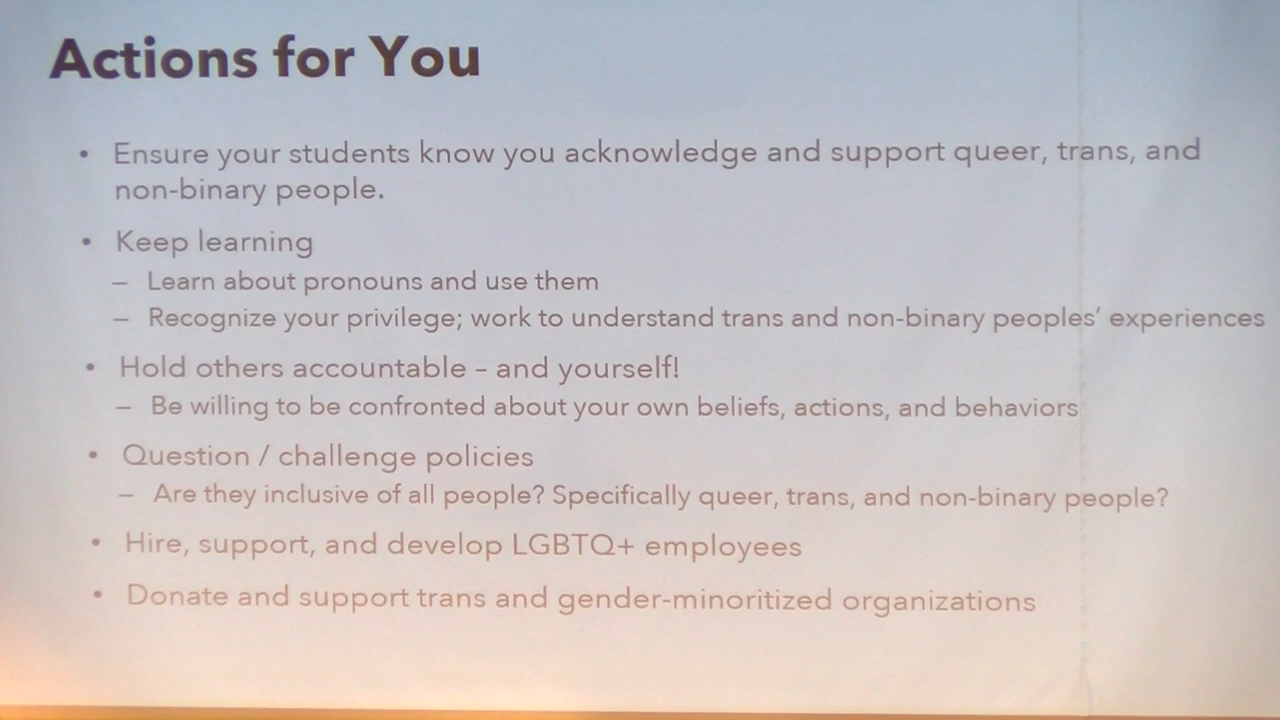 Actions for You
• Ensure your students know you acknowledge and support queer, trans, and
non-binary people.
• Keep learning
– Learn about pronouns and use them
– Recognize your privilege; work to understand trans and non-binary peoples’ experiences
• Hold others accountable – and yourself!
– Be willing to be confronted about your own beliefs, actions, and behaviors
• Question / challenge policies
– Are they inclusive of all people? Specifically queer, trans, and non-binary people?
• Hire, support, and develop LGBTQ+ employees
• Donate and support trans and gender-minoritized organizations